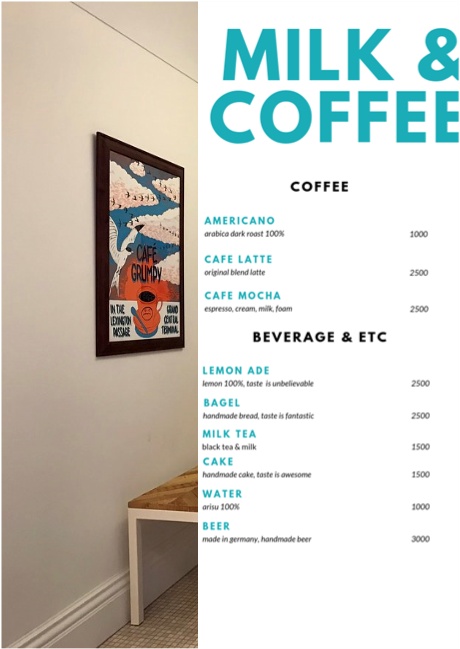 MILK &
COFFEE
COFFEE
AMERICANO
arabica dark roast 100% 1000
CAFE LATTE
original blend latte 2500
CAFE MOCHA
espresso, cream, milk, foam 2500
BEVERAGE & ETC
LEMON ADE
lemon 100%, taste is unbelievable 2500
BAGEL
handmade bread, taste is fantastic 2500
MILK TEA
black tea & milk 1500
CAKE
handmade cake, taste is awesome 1500
WATER
arisu 100% 1000
BEER
made in germany, handmade beer 3000
CAFE
GRUMPY
IN THE
LEXINGTON
PASSAGE
GRAND
CENTRAL
TERMINAL